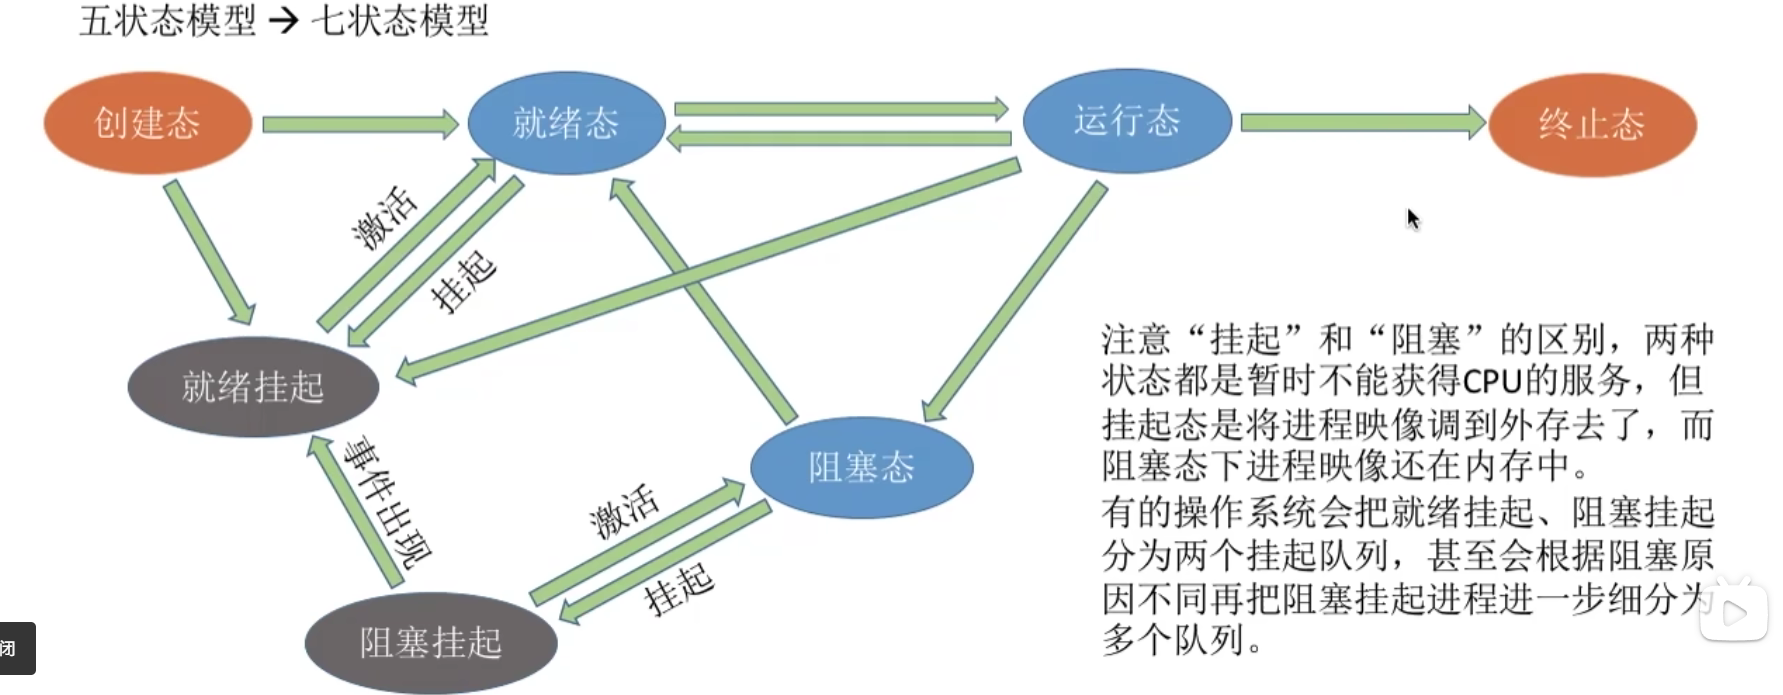 五状态模型 → 七状态模型
创建态
就绪态
运行态
终止态
激活
挂起
就绪挂起
事件出现
阻塞态
激活
挂起
阻塞挂起
注意“挂起”和“阻塞”的区别，两种
状态都是暂时不能获得CPU的服务，但
挂起态是将进程映像调到外存去了，而
阻塞态下进程映像还在内存中。
有的操作系统会把就绪挂起、阻塞挂起
分为两个挂起队列，甚至会根据阻塞原
因不同再把阻塞挂起进程进一步细分为
多个队列。
闭